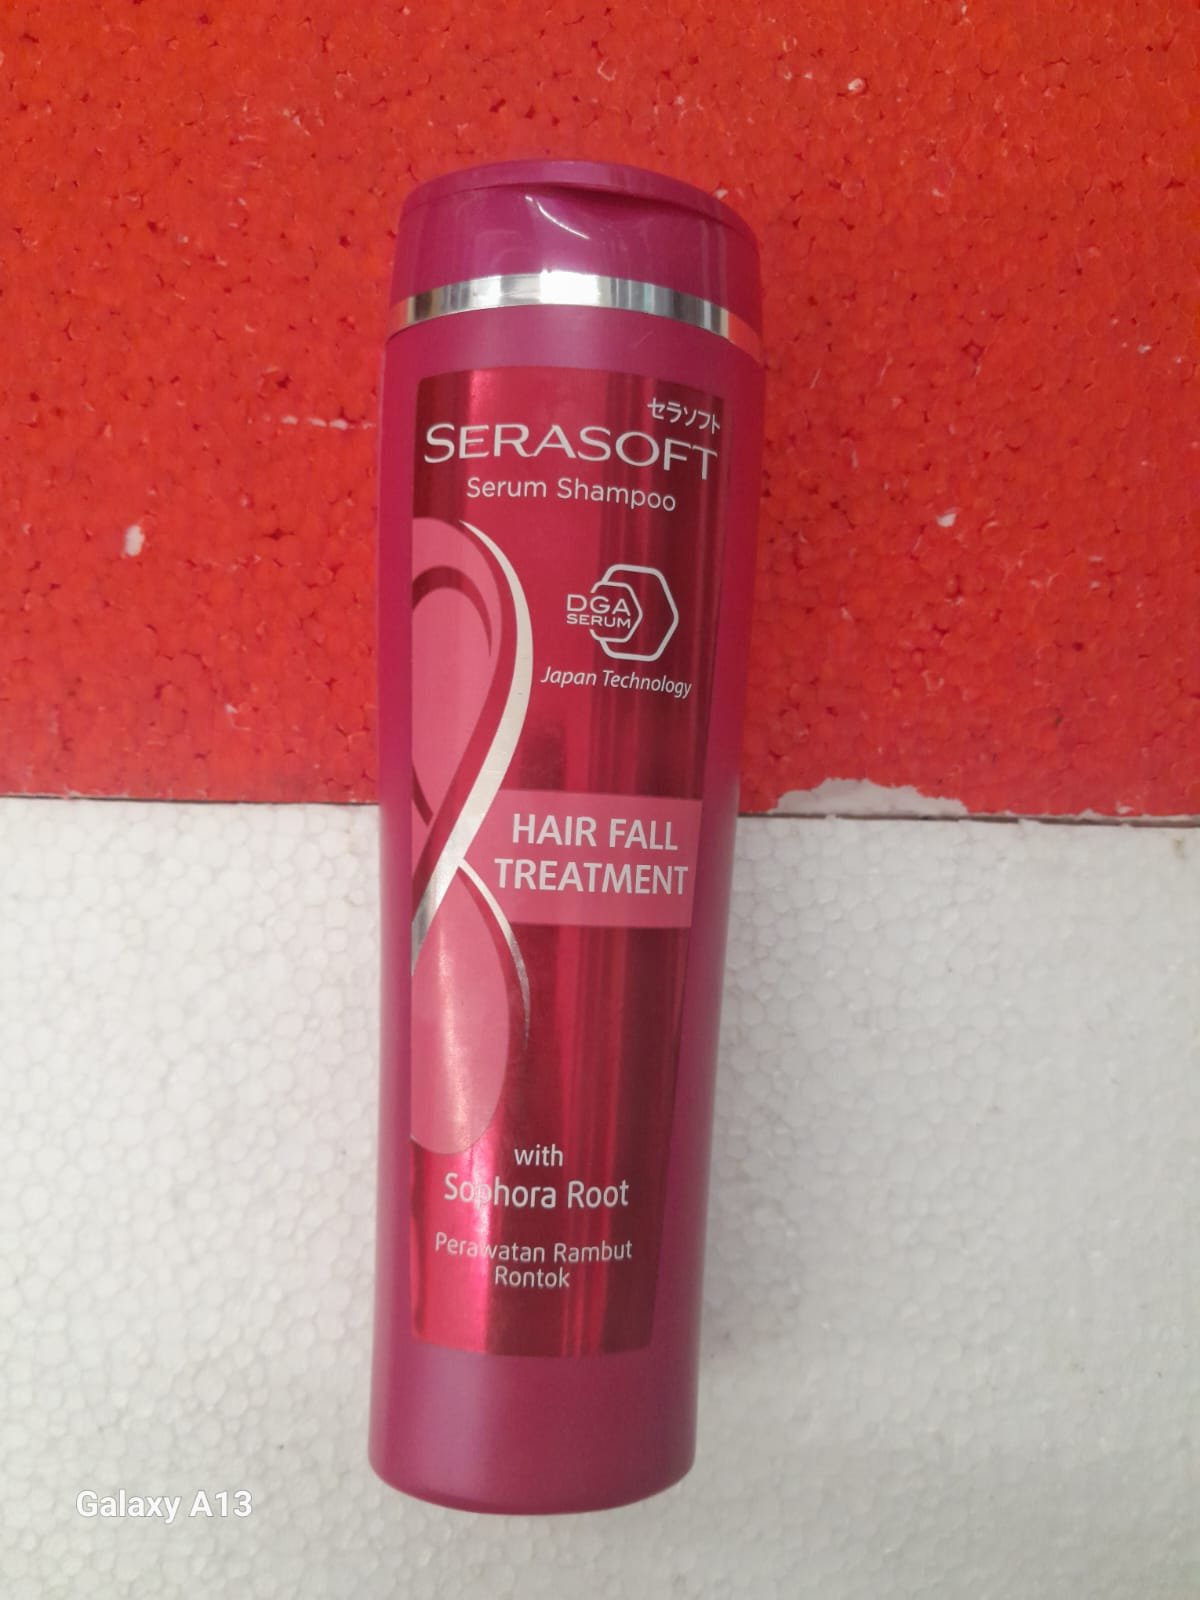 セラソフト
SERASOFT
Serum Shampoo
DGA
SERUM
Japan Technology
HAIR FALL
TREATMENT
with
Sophora Root
Perawatan Rambut
Rontok
Galaxy A13